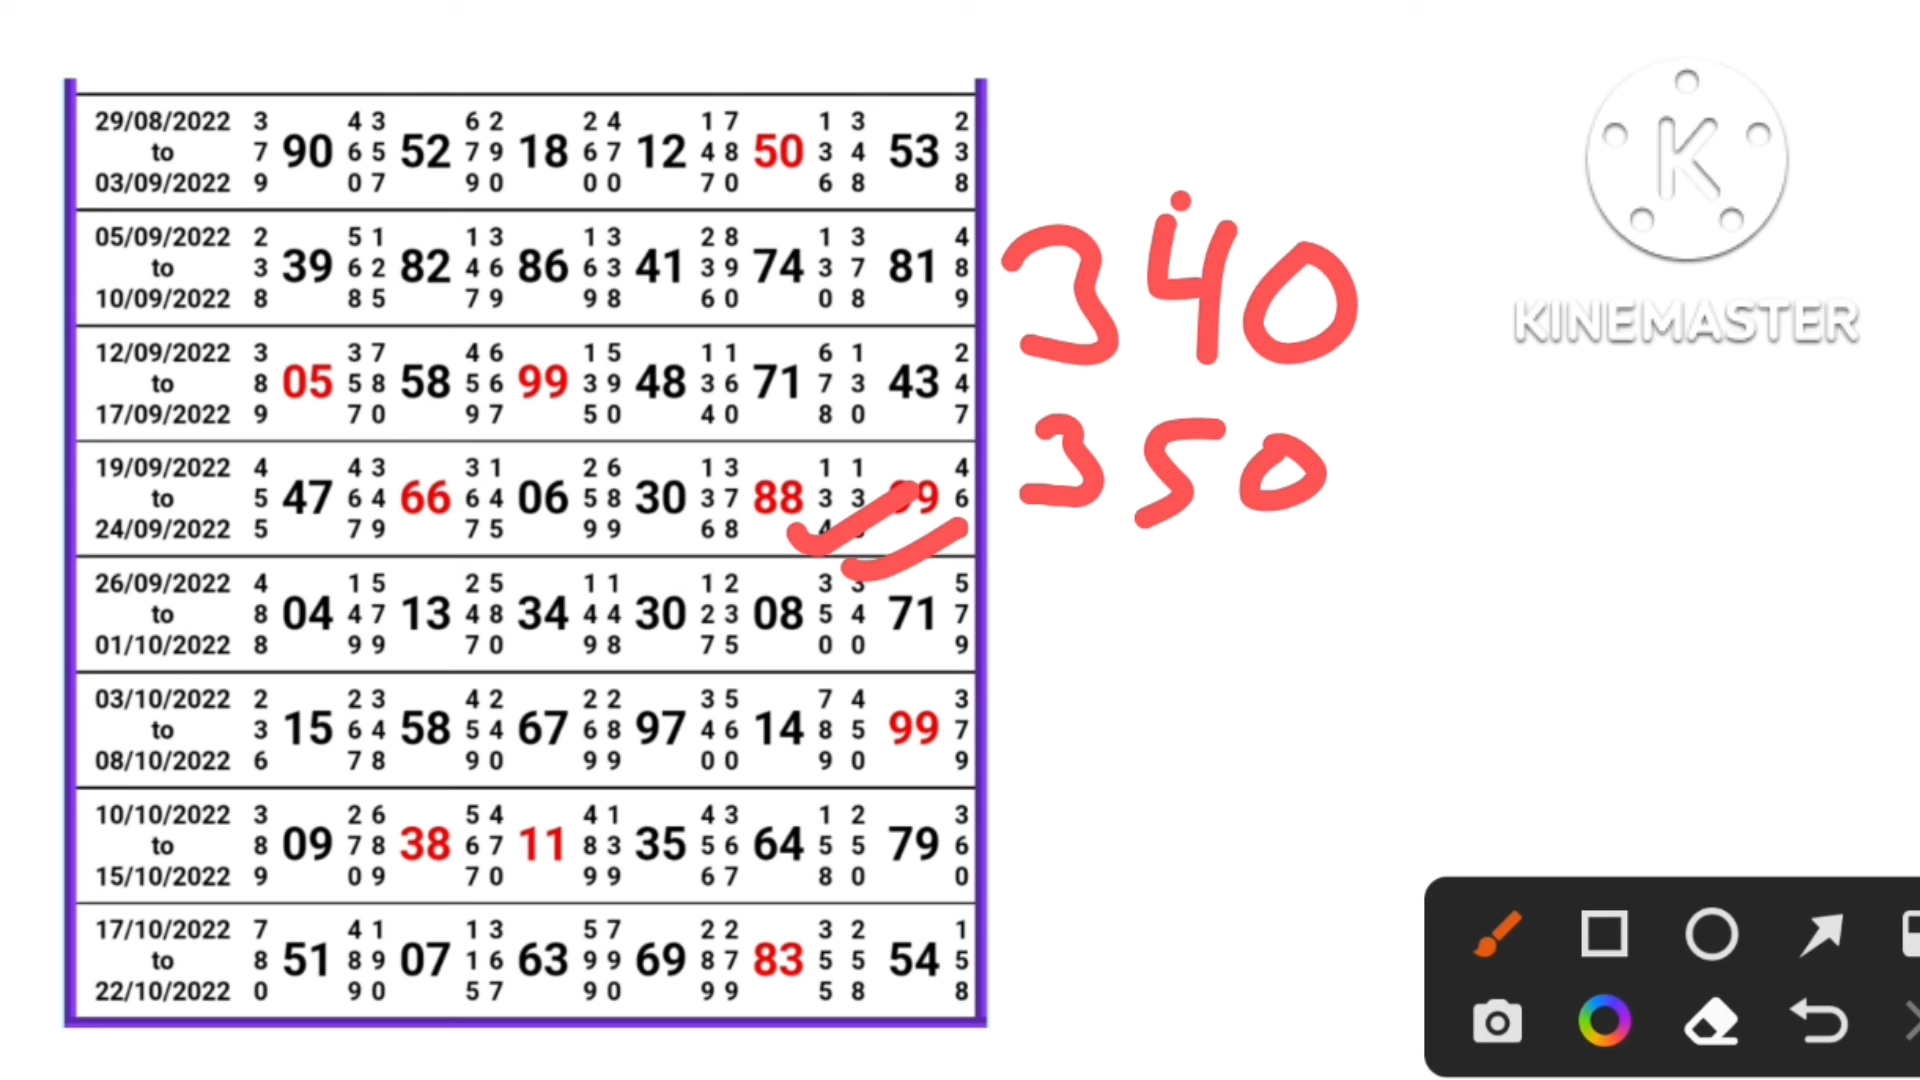 29/08/2022 3 4 3 6 2 2 4 1 7 1 3 2
to 7 90 6 5 52 7 9 18 6 7 12 4 8 50 3 4 53 3
03/09/2022 9 0 7 9 0 0 0 7 0 6 8 8
05/09/2022 2 5 1 1 3 1 3 2 8 1 3 4
to 3 39 6 2 82 4 6 86 6 3 41 3 9 74 3 7 81 8
10/09/2022 8 8 5 7 9 9 8 6 0 0 8 9
12/09/2022 3 3 7 4 6 1 5 1 1 6 1 2
to 8 05 5 8 58 5 6 99 3 9 48 3 6 71 7 3 43 4
17/09/2022 9 7 0 9 7 5 0 4 0 8 0 7
19/09/2022 4 4 3 3 1 2 6 1 3 1 1 4
to 5 47 6 4 66 6 4 06 5 8 30 3 7 88 3 3 99 6
24/09/2022 5 7 9 7 5 9 9 6 8 4
26/09/2022 4 1 5 2 5 1 1 1 2 3 3 5
to 8 04 4 7 13 4 8 34 4 4 30 2 3 08 5 4 71 7
01/10/2022 8 9 9 7 0 9 8 7 5 0 0 9
03/10/2022 2 2 3 4 2 2 2 3 5 7 4 3
to 3 15 6 4 58 5 4 67 6 8 97 4 6 14 8 5 99 7
08/10/2022 6 7 8 9 0 9 9 0 0 9 0 9
10/10/2022 3 2 6 5 4 4 1 4 3 1 2 3
to 8 09 7 8 38 6 7 11 8 3 35 5 6 64 5 5 79 6
15/10/2022 9 0 9 7 0 9 9 6 7 8 0 0
17/10/2022 7 4 1 1 3 5 7 2 2 3 2 1
to 8 51 8 9 07 1 6 63 9 9 69 8 7 83 5 5 54 5
22/10/2022 0 9 0 5 7 9 0 9 9 5 8 8
340
350
K
KINEMASTER